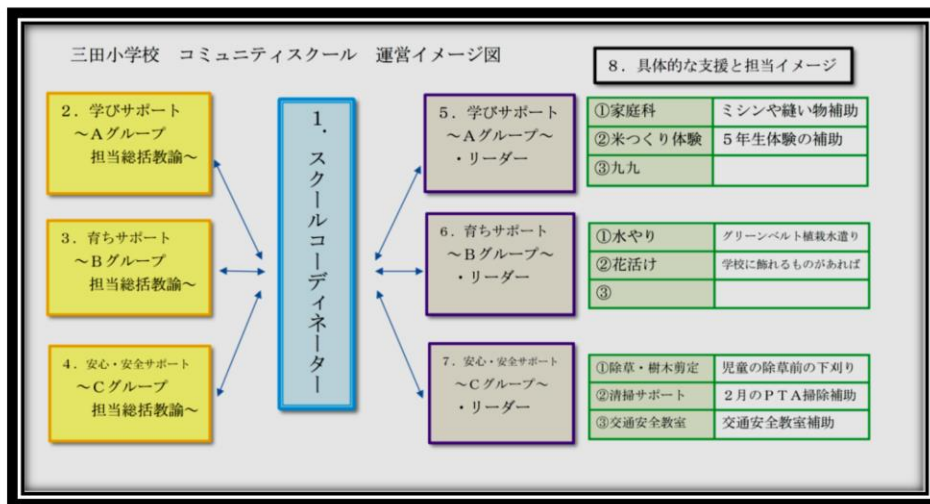 三田小学校 コミュニティスクール 運営イメージ図
8．具体的な支援と担当イメージ
2．学びサポート
～Aグループ
担当総括教諭～
3．育ちサポート
～Bグループ
担当総括教諭～
4．安心・安全サポート
～Cグループ
担当総括教諭～
1．スクールコーディネーター
5．学びサポート
～Aグループ～
・リーダー
6．育ちサポート
～Bグループ～
・リーダー
7．安心・安全サポート
～Cグループ～
・リーダー
①家庭科 ミシンや縫い物補助
②米つくり体験 5年生体験の補助
③九九
①水やり グリーンベルト植栽水遣り
②花活け 学校に飾れるものがあれば
③
①除草・樹木剪定 児童の除草前の下刈り
②清掃サポート 2月のPTA掃除補助
③交通安全教室 交通安全教室補助